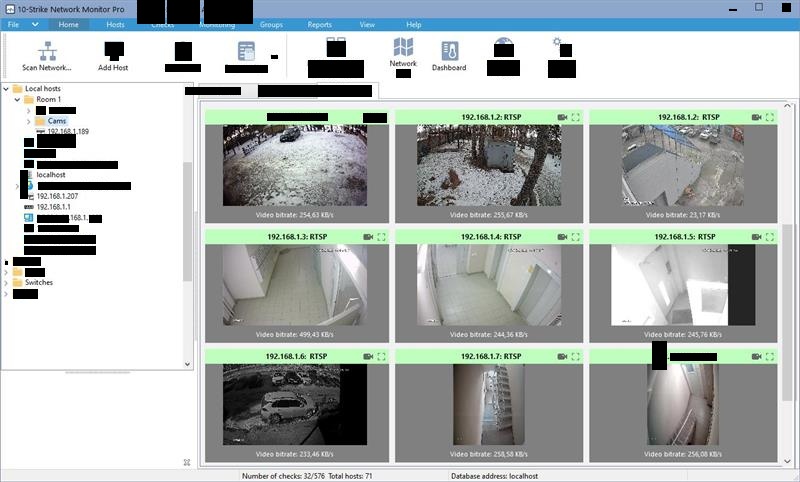 10-Strike Network Monitor Pro
File Home Hosts Checks Monitoring Groups Reports Tools View Help
Scan Network... Add Host Network Dashboard
Local hosts
Room 1
Cams
192.168.1.189
localhost
192.168.1.207
192.168.1.1
168.1.
Switches
192.168.1.2: RTSP
192.168.1.2: RTSP
Video bitrate: 254,63 KB/s
Video bitrate: 255,67 KB/s
Video bitrate: 23,17 KB/s
192.168.1.3: RTSP
192.168.1.4: RTSP
192.168.1.5: RTSP
Video bitrate: 499,43 KB/s
Video bitrate: 244,36 KB/s
Video bitrate: 245,76 KB/s
192.168.1.6: RTSP
192.168.1.7: RTSP
Video bitrate: 233,46 KB/s
Video bitrate: 258,58 KB/s
Video bitrate: 256,08 KB/s
Number of checks: 32/576 Total hosts: 71
Database address: localhost